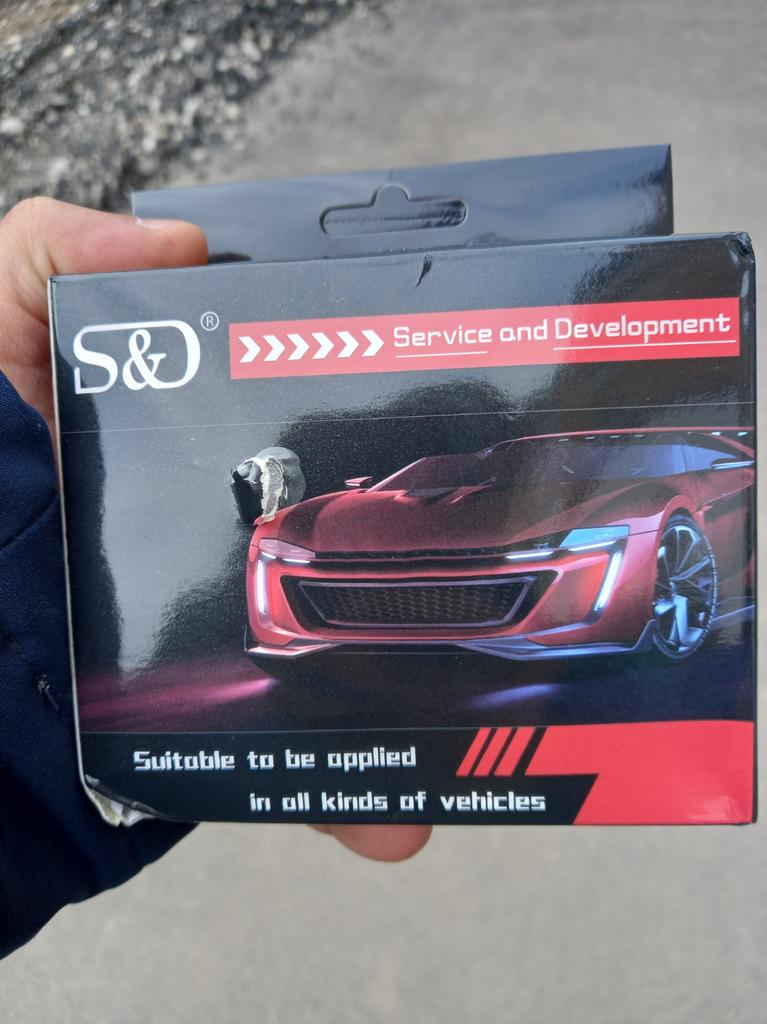 S&D®
Service and Development
Suitable to be applied
in all kinds of vehicles